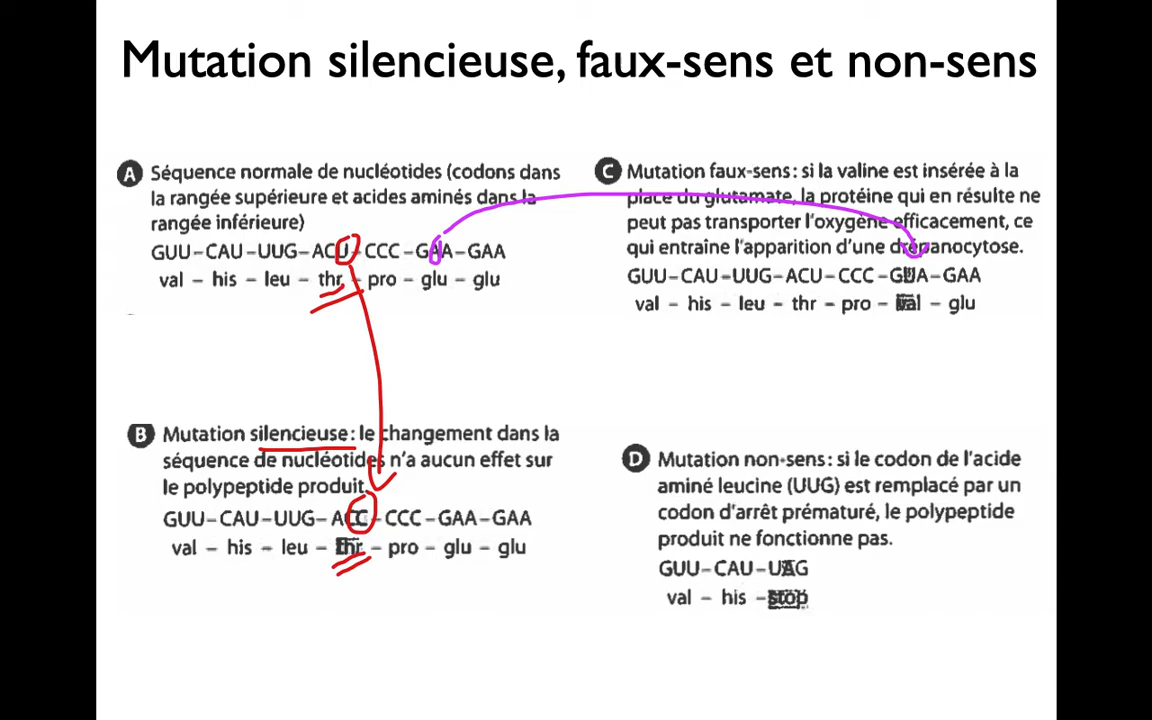 Mutation silencieuse, faux-sens et non-sens
A Séquence normale de nucléotides (codons dans
la rangée supérieure et acides aminés dans la
rangée inférieure)
GUU–CAU–UUG–ACU–CCC–GAA–GAA
val – his – leu – thr – pro – glu – glu
B Mutation silencieuse : le changement dans la
séquence de nucléotides n'a aucun effet sur
le polypeptide produit.
GUU–CAU–UUG–ACC–CCC–GAA–GAA
val – his – leu – thr – pro – glu – glu
C Mutation faux-sens : si la valine est insérée à la
place du glutamate, la protéine qui en résulte ne
peut pas transporter l'oxygène efficacement, ce
qui entraîne l'apparition d'une drépanocytose.
GUU–CAU–UUG–ACU–CCC–GUA–GAA
val – his – leu – thr – pro – val – glu
D Mutation non-sens : si le codon de l'acide
aminé leucine (UUG) est remplacé par un
codon d'arrêt prématuré, le polypeptide
produit ne fonctionne pas.
GUU–CAU–UAG
val – his – stop